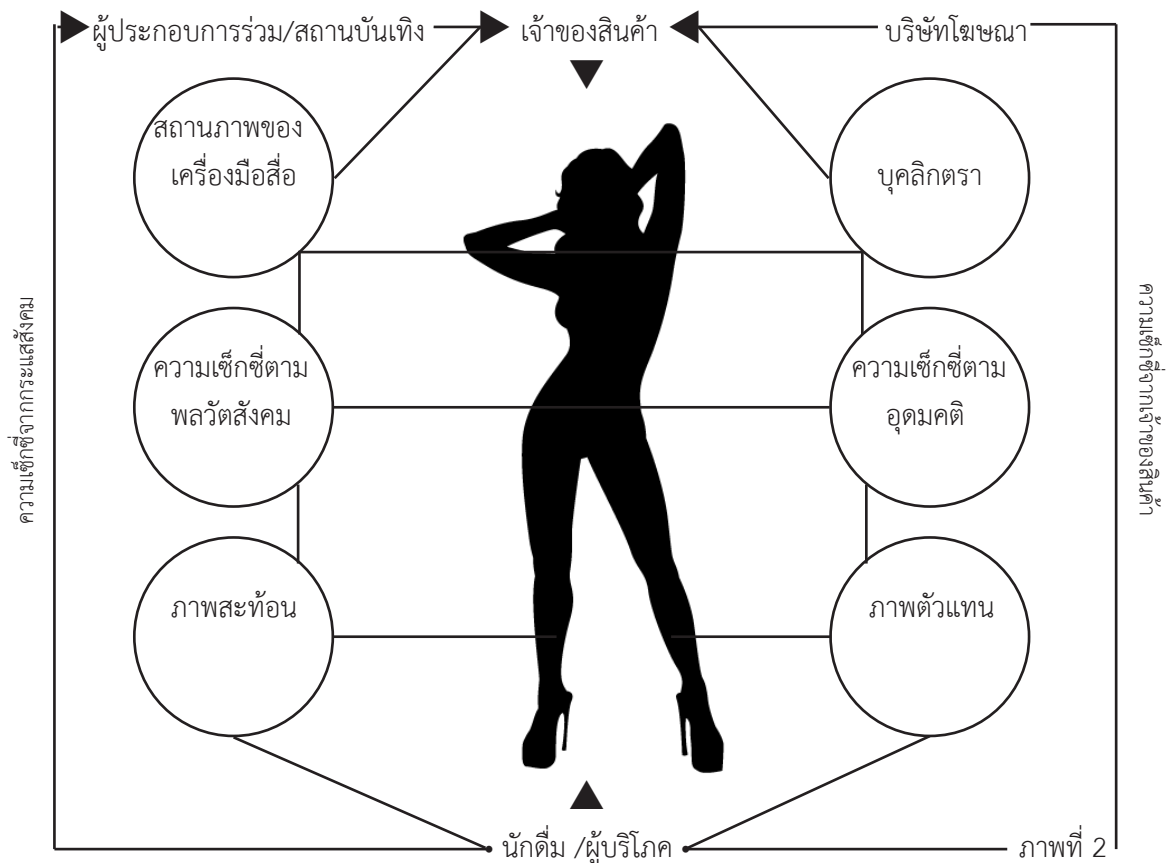 ผู้ประกอบการร่วม/สถานบันเทิง เจ้าของสินค้า บริษัทโฆษณา
สถานภาพของ
เครื่องมือสื่อ
บุคลิกตรา
ความเซ็กซี่จากกระแสสังคม
ความเซ็กซี่จากเจ้าของสินค้า
ความเซ็กซี่ตาม
พลวัตสังคม
ความเซ็กซี่ตาม
อุดมคติ
ภาพสะท้อน
ภาพตัวแทน
นักดื่ม /ผู้บริโภค
ภาพที่ 2